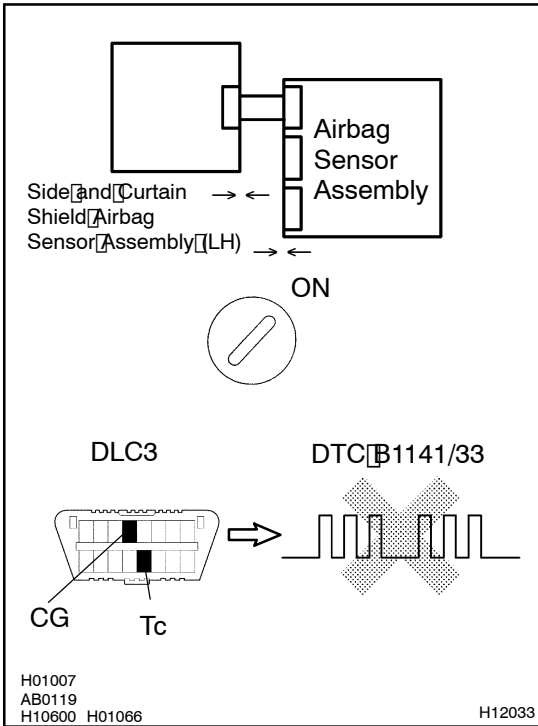 Airbag
Sensor
Assembly
Side and Curtain
Shield Airbag
Sensor Assembly (LH)
ON
DLC3
DTC B1141/33
CG
Tc
H01007
AB0119
H10600 H01066
H12033